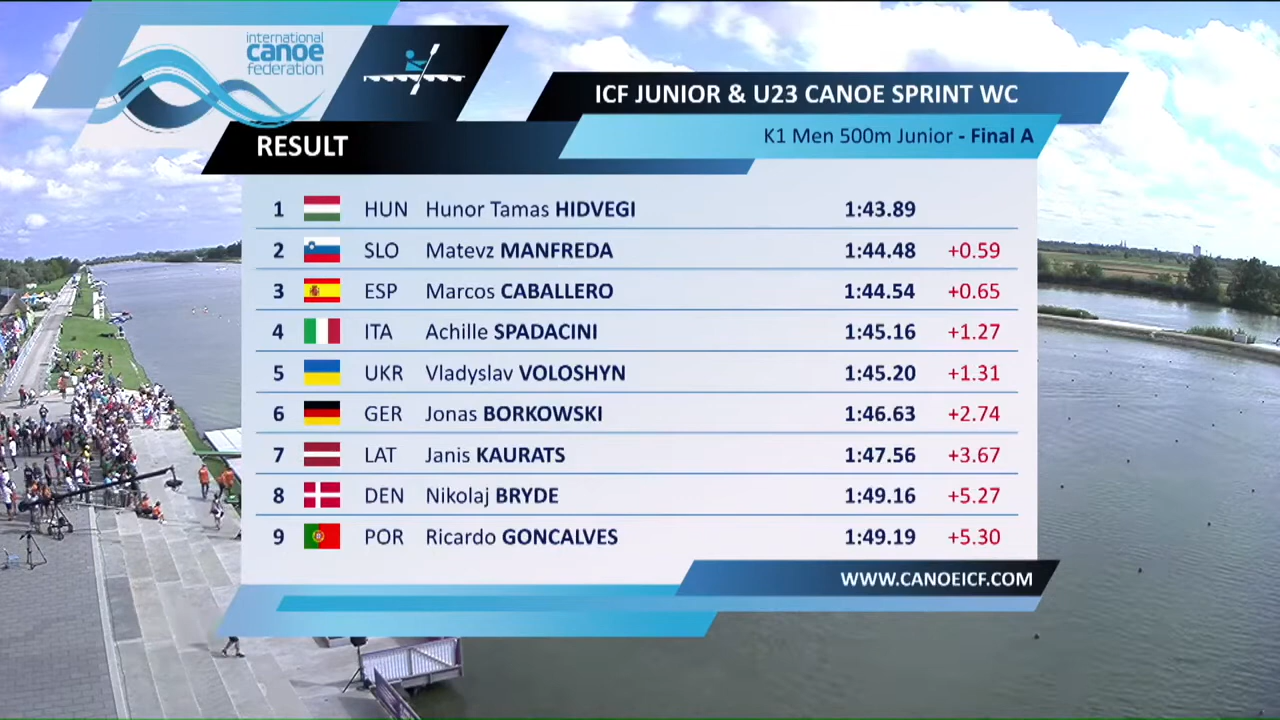 international
canoe
federation
ICF JUNIOR & U23 CANOE SPRINT WC
K1 Men 500m Junior - Final A
RESULT
1 HUN Hunor Tamas HIDVEGI 1:43.89
2 SLO Matevz MANFREDA 1:44.48 +0.59
3 ESP Marcos CABALLERO 1:44.54 +0.65
4 ITA Achille SPADACINI 1:45.16 +1.27
5 UKR Vladyslav VOLOSHYN 1:45.20 +1.31
6 GER Jonas BORKOWSKI 1:46.63 +2.74
7 LAT Janis KAURATS 1:47.56 +3.67
8 DEN Nikolaj BRYDE 1:49.16 +5.27
9 POR Ricardo GONCALVES 1:49.19 +5.30
WWW.CANOEICF.COM